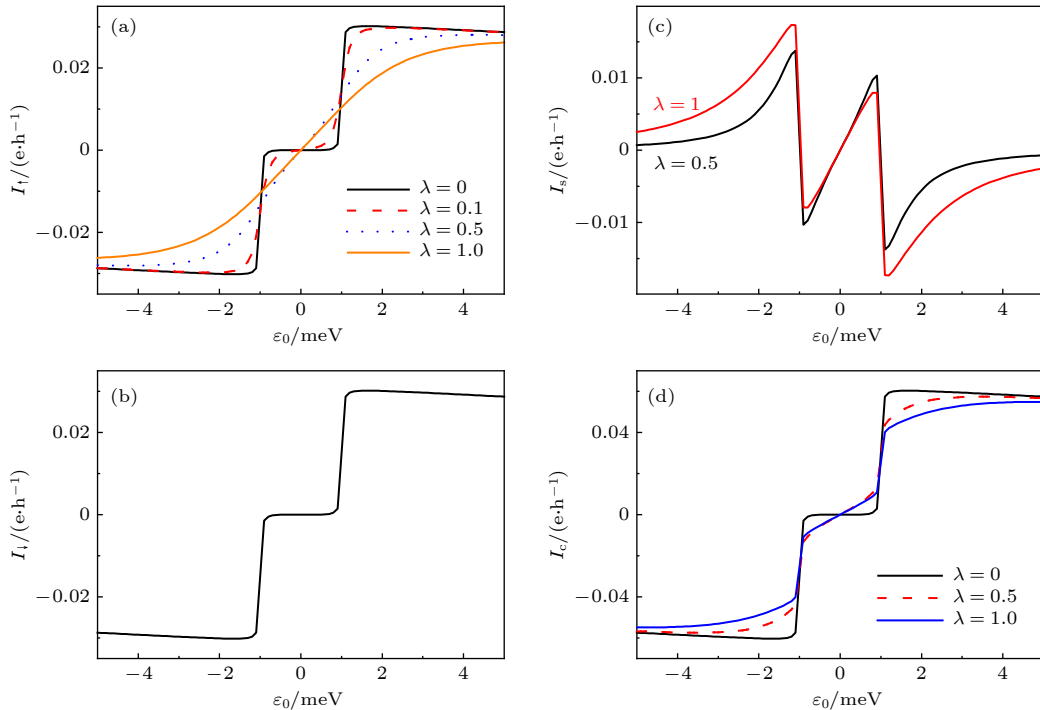 (a)
0.02
0
−0.02
I↑/(e·h⁻¹)
λ = 0
λ = 0.1
λ = 0.5
λ = 1.0
−4 −2 0 2 4
ε₀/meV
(c)
0.01
0
−0.01
Iₛ/(e·h⁻¹)
λ = 1
λ = 0.5
−4 −2 0 2 4
ε₀/meV
(b)
0.02
0
−0.02
I↓/(e·h⁻¹)
−4 −2 0 2 4
ε₀/meV
(d)
0.04
0
−0.04
I_c/(e·h⁻¹)
λ = 0
λ = 0.5
λ = 1.0
−4 −2 0 2 4
ε₀/meV